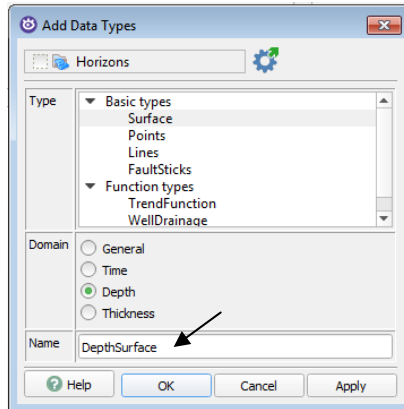 Add Data Types
Horizons
Type
Basic types
Surface
Points
Lines
FaultSticks
Function types
TrendFunction
WellDrainage
Domain
General
Time
Depth
Thickness
Name
DepthSurface
Help
OK
Cancel
Apply